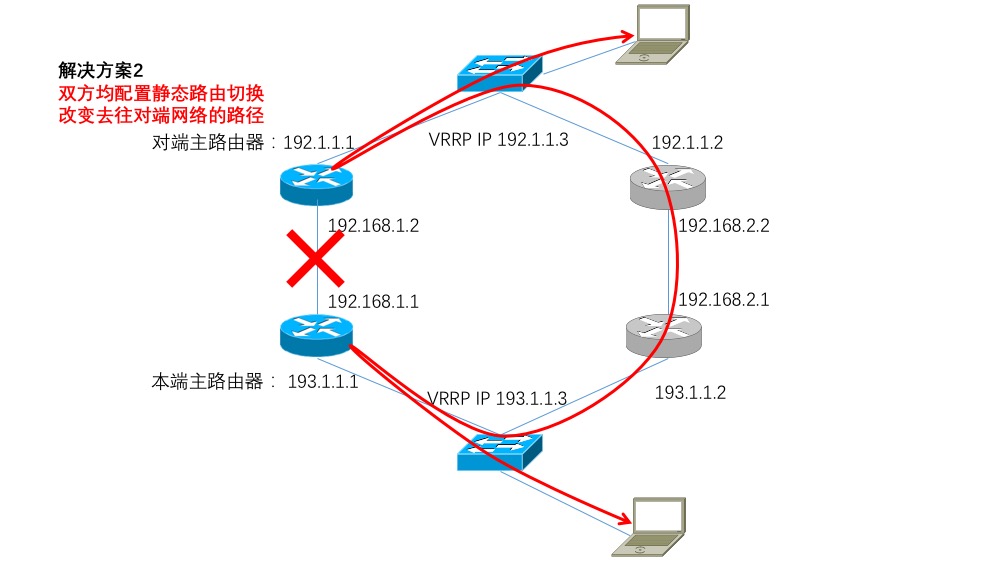 解决方案2
双方均配置静态路由切换
改变去往对端网络的路径
对端主路由器：192.1.1.1
VRRP IP 192.1.1.3
192.1.1.2
192.168.1.2
192.168.2.2
192.168.1.1
192.168.2.1
本端主路由器： 193.1.1.1
VRRP IP 193.1.1.3
193.1.1.2